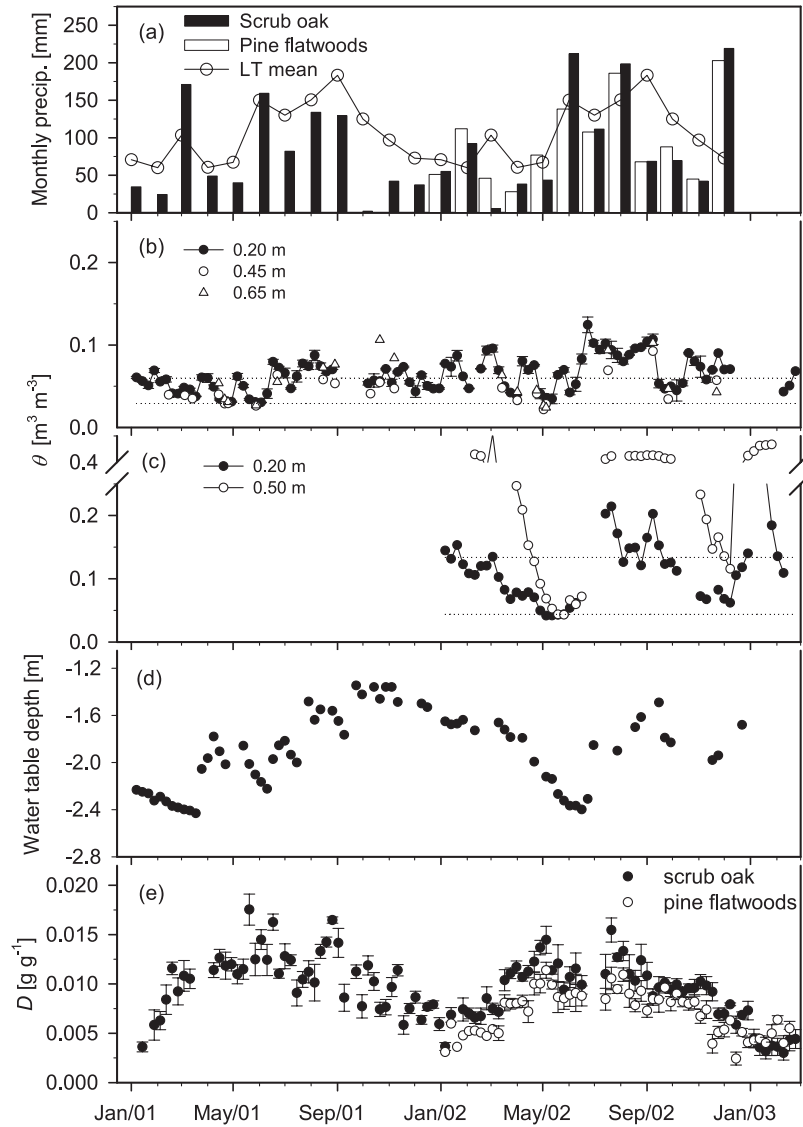 (a)
Scrub oak
Pine flatwoods
LT mean
Monthly precip. [mm]
250
200
150
100
50
0
(b)
0.20 m
0.45 m
0.65 m
0.2
0.1
0.0
θ [m³ m⁻³]
(c)
0.20 m
0.50 m
0.4
0.2
0.1
0.0
(d)
Water table depth [m]
-1.2
-1.6
-2.0
-2.4
-2.8
(e)
scrub oak
pine flatwoods
D [g g⁻¹]
0.020
0.015
0.010
0.005
0.000
Jan/01 May/01 Sep/01 Jan/02 May/02 Sep/02 Jan/03